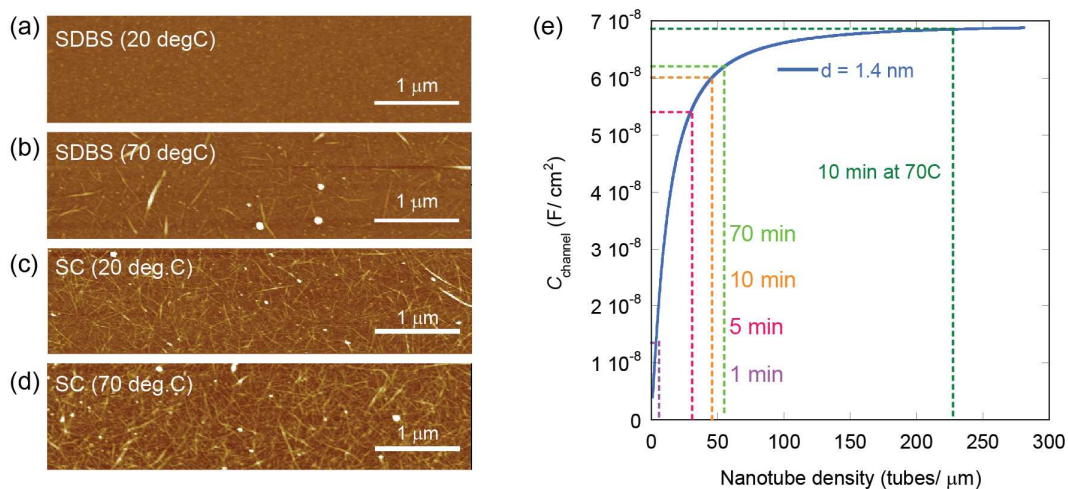 (a)
SDBS (20 degC)
1 μm
(b)
SDBS (70 degC)
1 μm
(c)
SC (20 deg.C)
1 μm
(d)
SC (70 deg.C)
1 μm
(e)
7 10⁻⁸
6 10⁻⁸
5 10⁻⁸
4 10⁻⁸
3 10⁻⁸
2 10⁻⁸
1 10⁻⁸
0
C channel (F/ cm²)
d = 1.4 nm
10 min at 70C
70 min
10 min
5 min
1 min
0 50 100 150 200 250 300
Nanotube density (tubes/ μm)